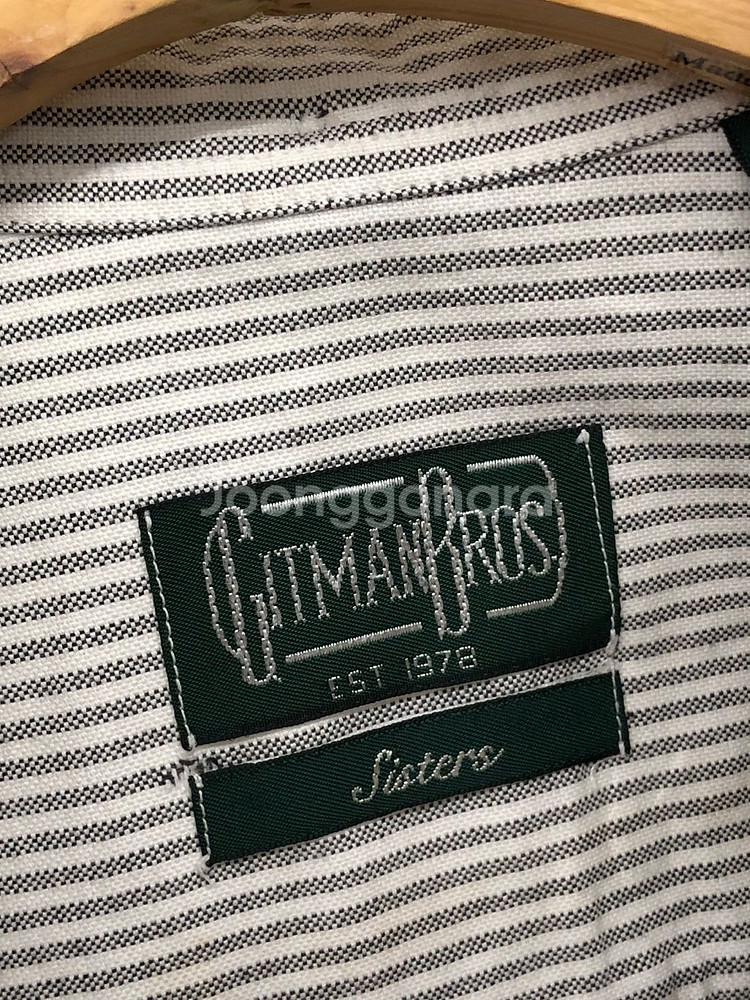 Joonggonara
GITMAN BROS.
EST 1978
Sisters